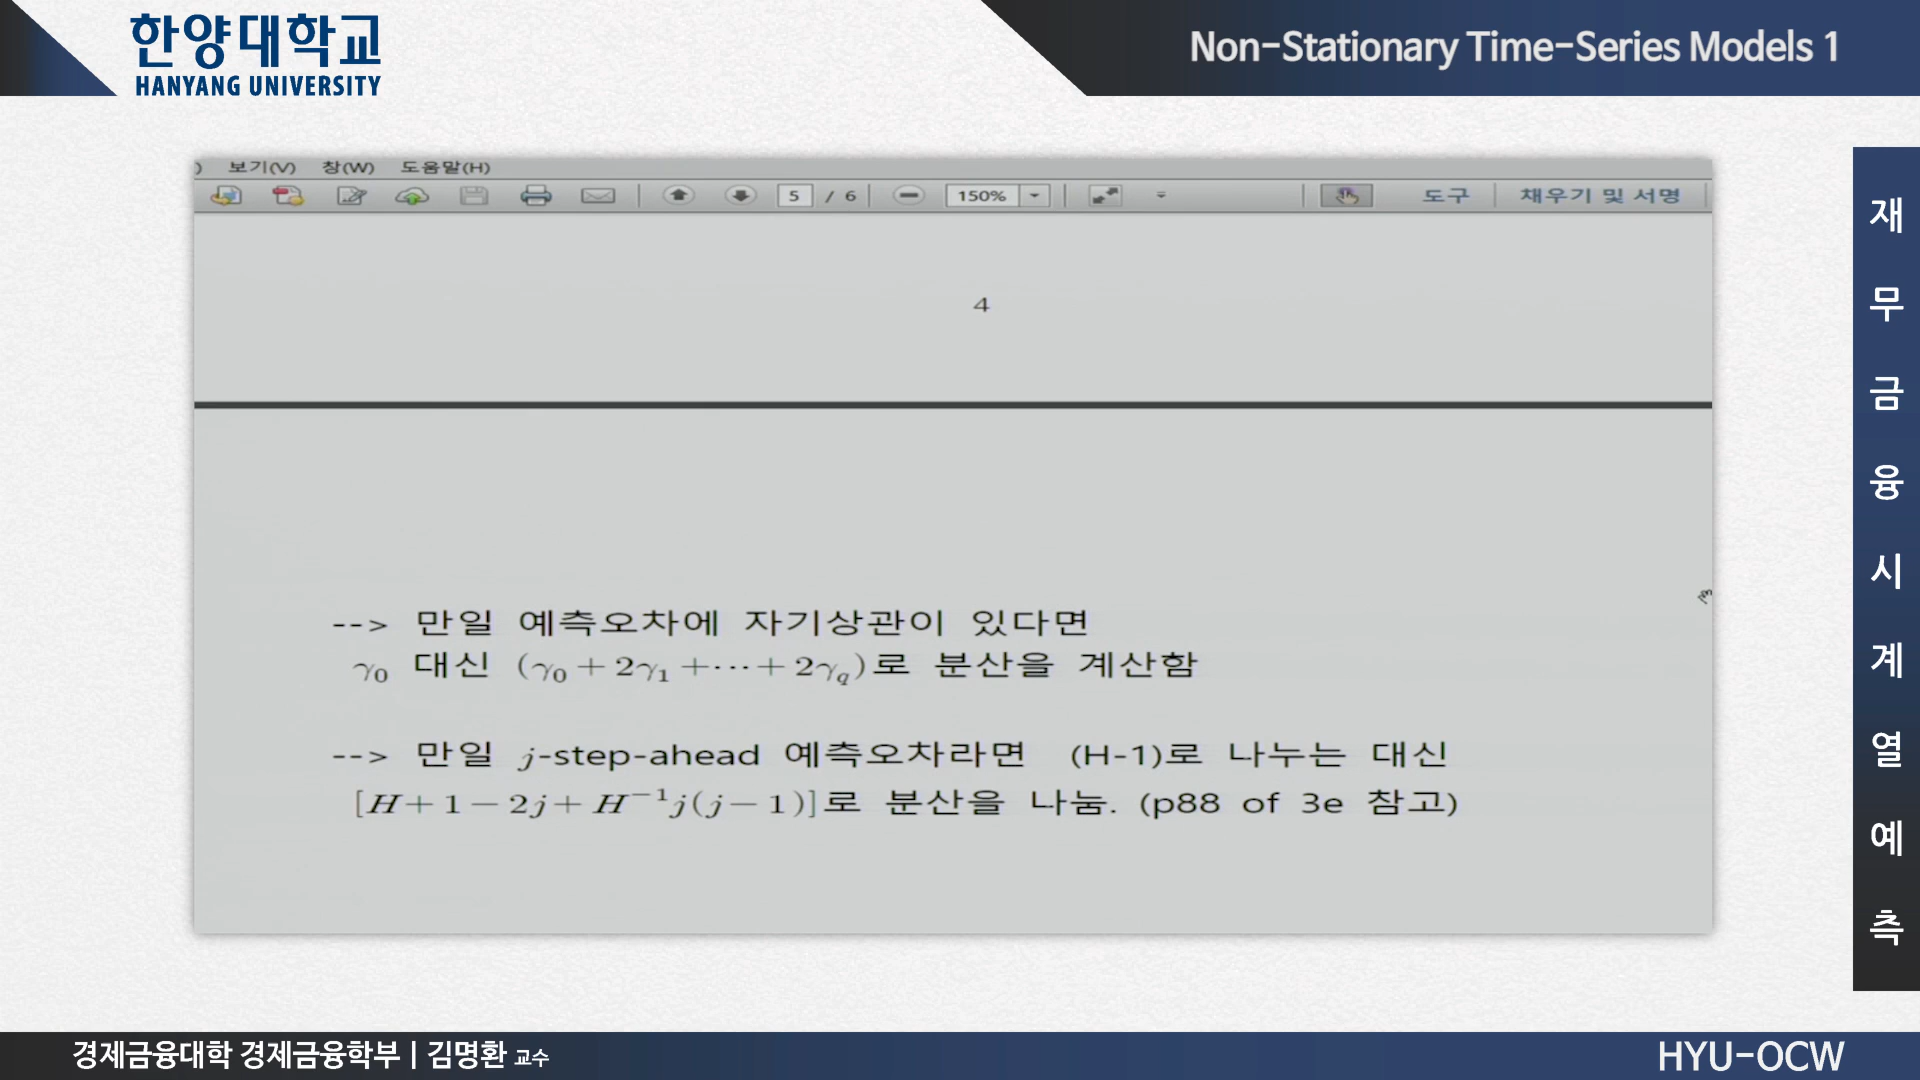 한양대학교
HANYANG UNIVERSITY
Non-Stationary Time-Series Models 1
) 보기(V) 창(W) 도움말(H)
5 / 6 150% 도구 채우기 및 서명
4
--> 만일 예측오차에 자기상관이 있다면
γ₀ 대신 (γ₀ + 2γ₁ + ··· + 2γ_q)로 분산을 계산함
--> 만일 j-step-ahead 예측오차라면 (H-1)로 나누는 대신
[H + 1 − 2j + H⁻¹j(j − 1)]로 분산을 나눔. (p88 of 3e 참고)
재무금융시계열예측
경제금융대학 경제금융학부 | 김명환 교수
HYU-OCW